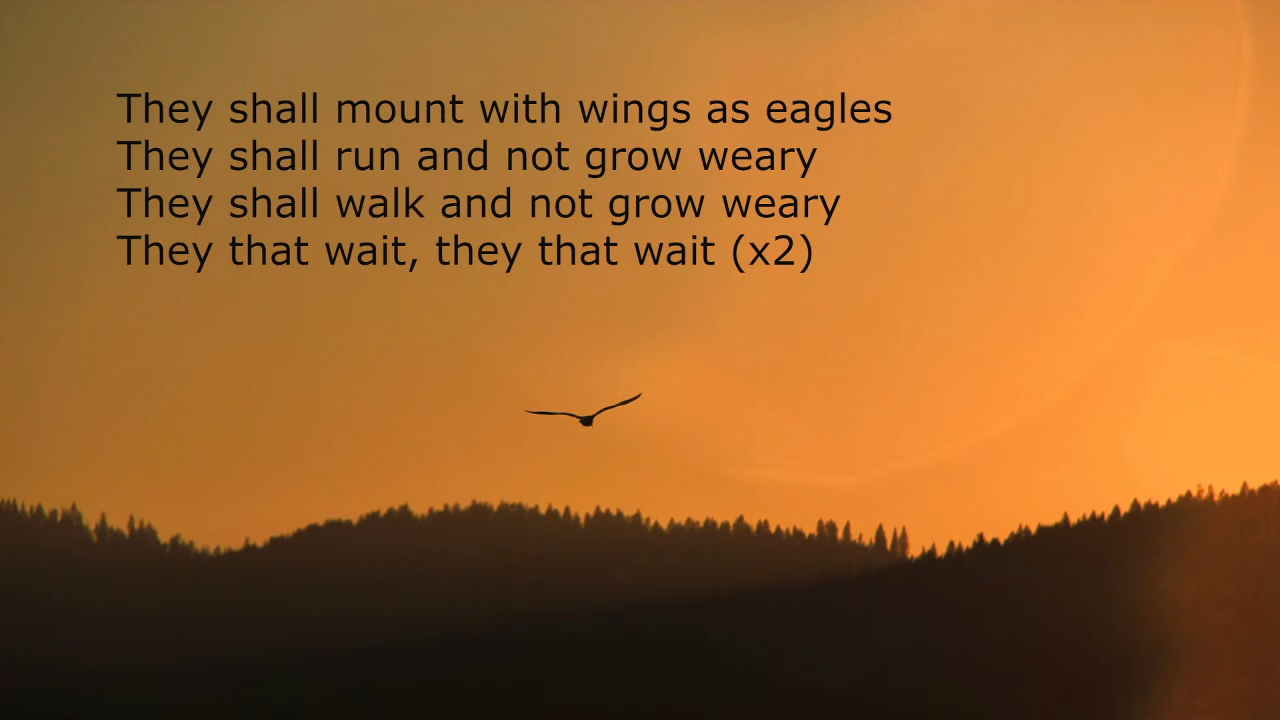 They shall mount with wings as eagles
They shall run and not grow weary
They shall walk and not grow weary
They that wait, they that wait (x2)